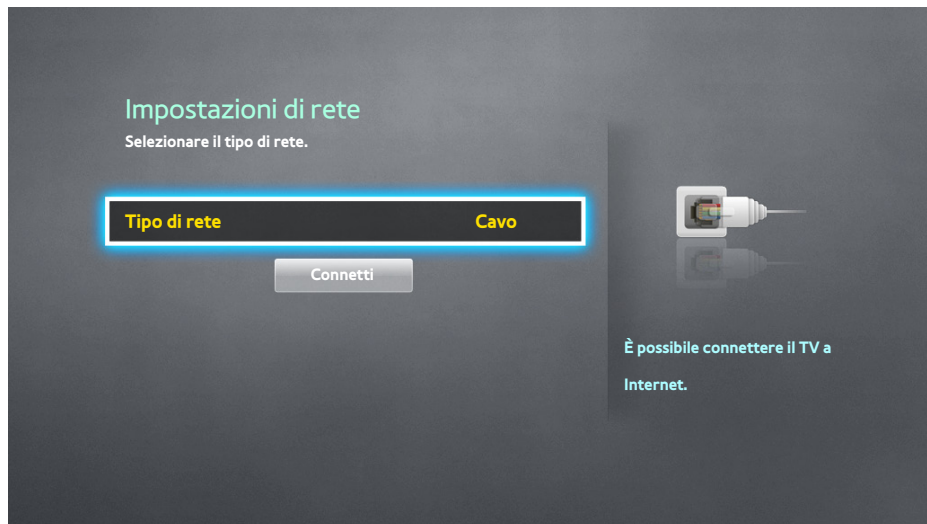 Impostazioni di rete
Selezionare il tipo di rete.
Tipo di rete Cavo
Connetti
È possibile connettere il TV a
Internet.